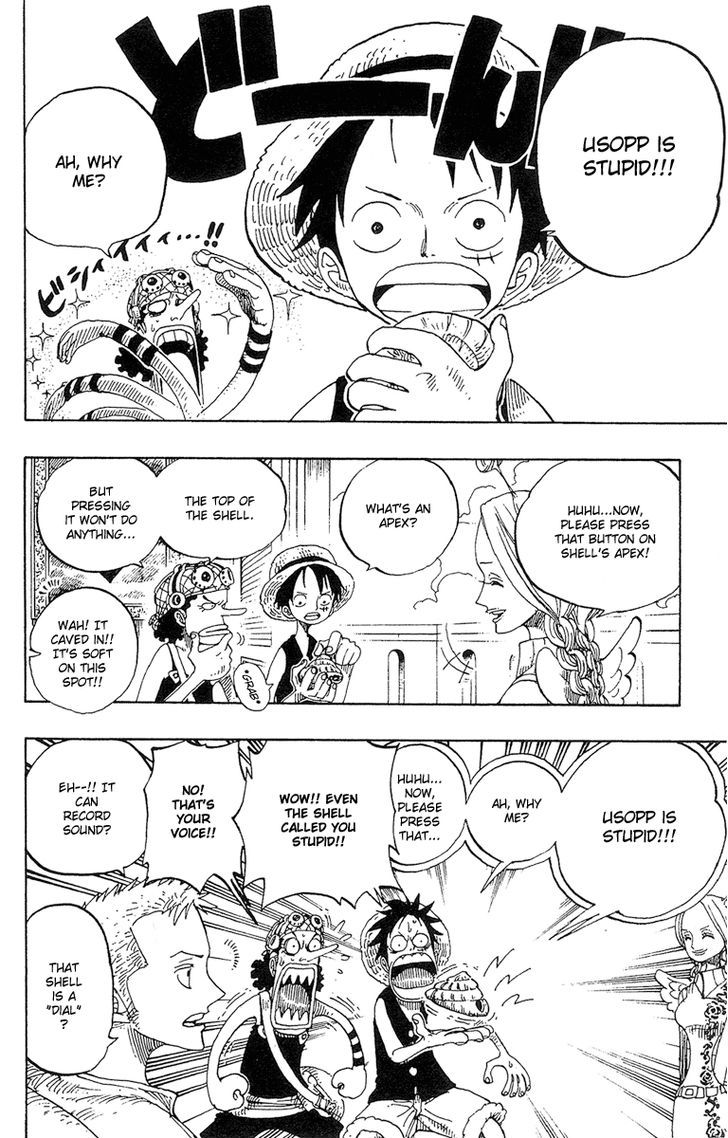 どーーん!!
USOPP IS
STUPID!!!
AH, WHY
ME?
ビシィイイィ…!!
HUHU...NOW,
PLEASE PRESS
THAT BUTTON ON
SHELL'S APEX!
WHAT'S AN
APEX?
THE TOP OF
THE SHELL.
BUT
PRESSING
IT WON'T DO
ANYTHING...
WAH! IT
CAVED IN!!
IT'S SOFT
ON THIS
SPOT!!
*GRAB*
USOPP IS
STUPID!!!
AH, WHY
ME?
HUHU...
NOW,
PLEASE
PRESS
THAT...
WOW!! EVEN
THE SHELL
CALLED YOU
STUPID!!
NO!
THAT'S
YOUR
VOICE!!
EH--!! IT
CAN
RECORD
SOUND?
THAT
SHELL
IS A
"DIAL"
?